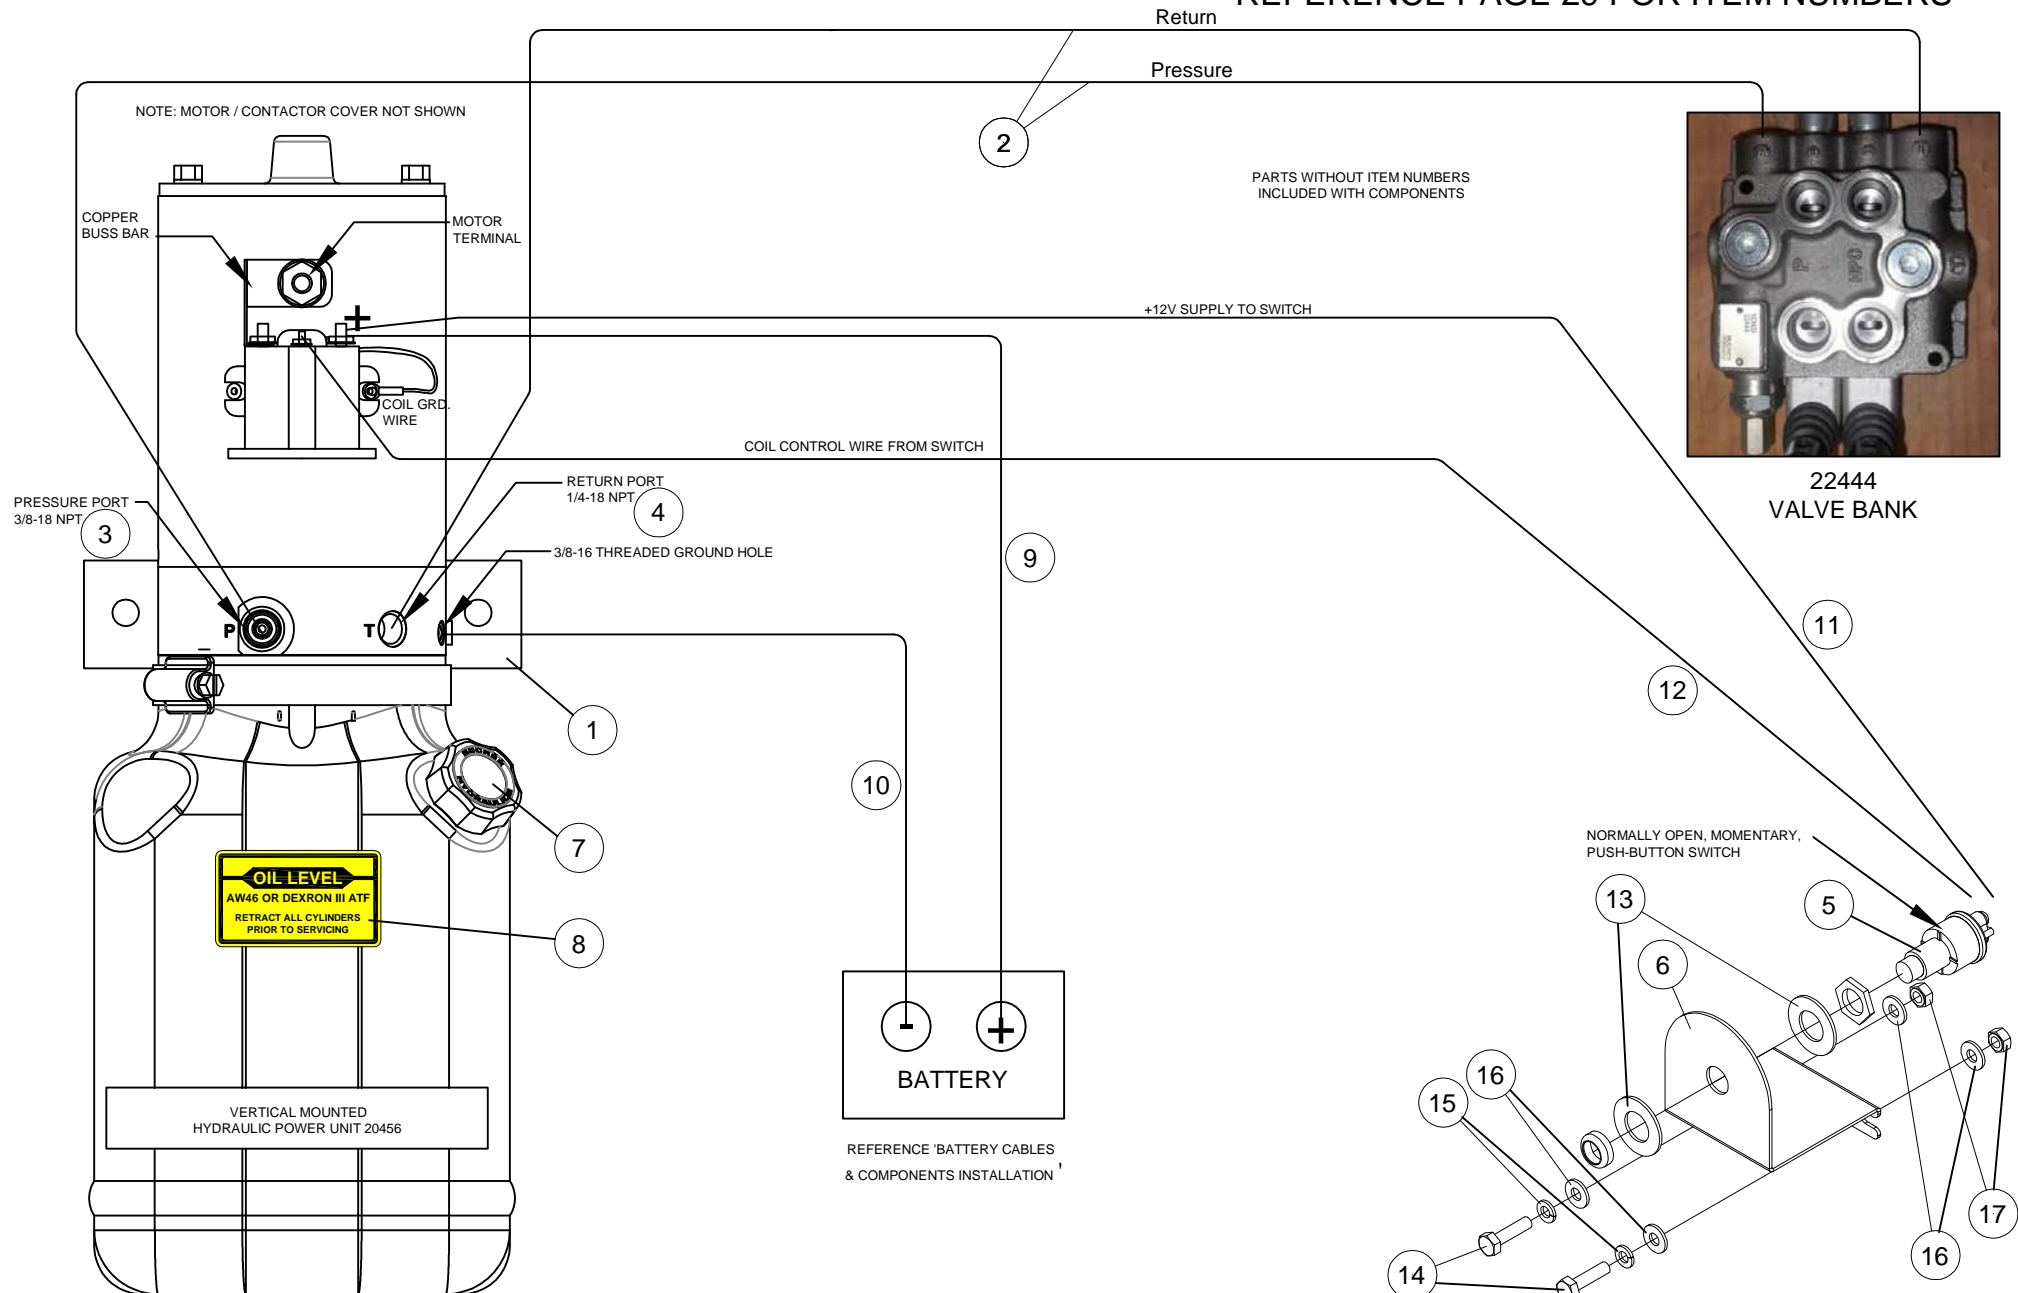 REFERENCE PAGE 23 FOR ITEM NUMBERS
Return
Pressure
NOTE: MOTOR / CONTACTOR COVER NOT SHOWN
2
PARTS WITHOUT ITEM NUMBERS
INCLUDED WITH COMPONENTS
COPPER
BUSS BAR
MOTOR
TERMINAL
+
+12V SUPPLY TO SWITCH
COIL GRD.
WIRE
COIL CONTROL WIRE FROM SWITCH
P
HPC
22444
VALVE BANK
PRESSURE PORT
3/8-18 NPT
3
RETURN PORT
1/4-18 NPT
4
3/8-16 THREADED GROUND HOLE
9
P
T
-
11
12
1
10
7
OIL LEVEL
AW46 OR DEXRON III ATF
RETRACT ALL CYLINDERS
PRIOR TO SERVICING
8
NORMALLY OPEN, MOMENTARY,
PUSH-BUTTON SWITCH
13
5
6
- +
BATTERY
REFERENCE 'BATTERY CABLES
& COMPONENTS INSTALLATION '
VERTICAL MOUNTED
HYDRAULIC POWER UNIT 20456
16
15
14
17
16